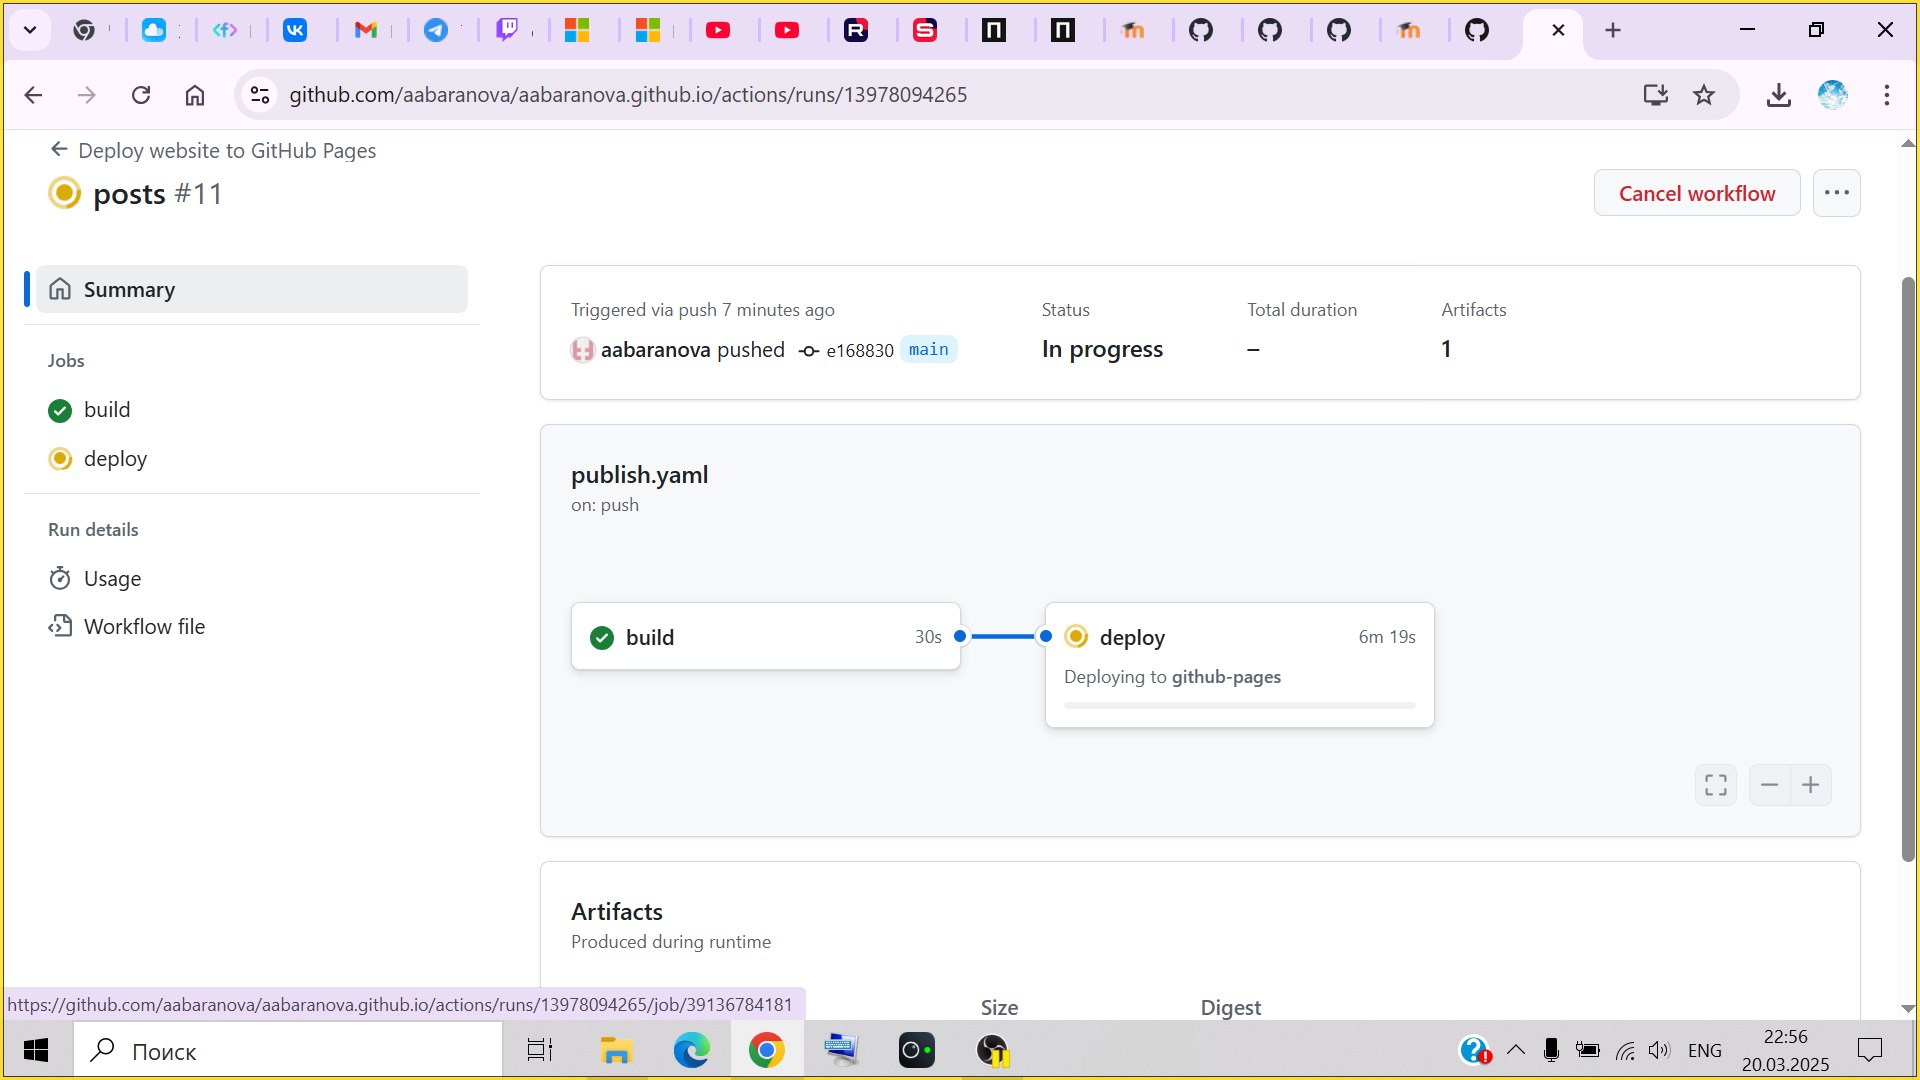 github.com/aabaranova/aabaranova.github.io/actions/runs/13978094265
Deploy website to GitHub Pages
posts #11
Cancel workflow
Summary
Jobs
build
deploy
Run details
Usage
Workflow file
Triggered via push 7 minutes ago
aabaranova pushed e168830 main
Status
In progress
Total duration
–
Artifacts
1
publish.yaml
on: push
build 30s
deploy 6m 19s
Deploying to github-pages
Artifacts
Produced during runtime
Size Digest
https://github.com/aabaranova/aabaranova.github.io/actions/runs/13978094265/job/39136784181
Поиск
ENG
22:56
20.03.2025